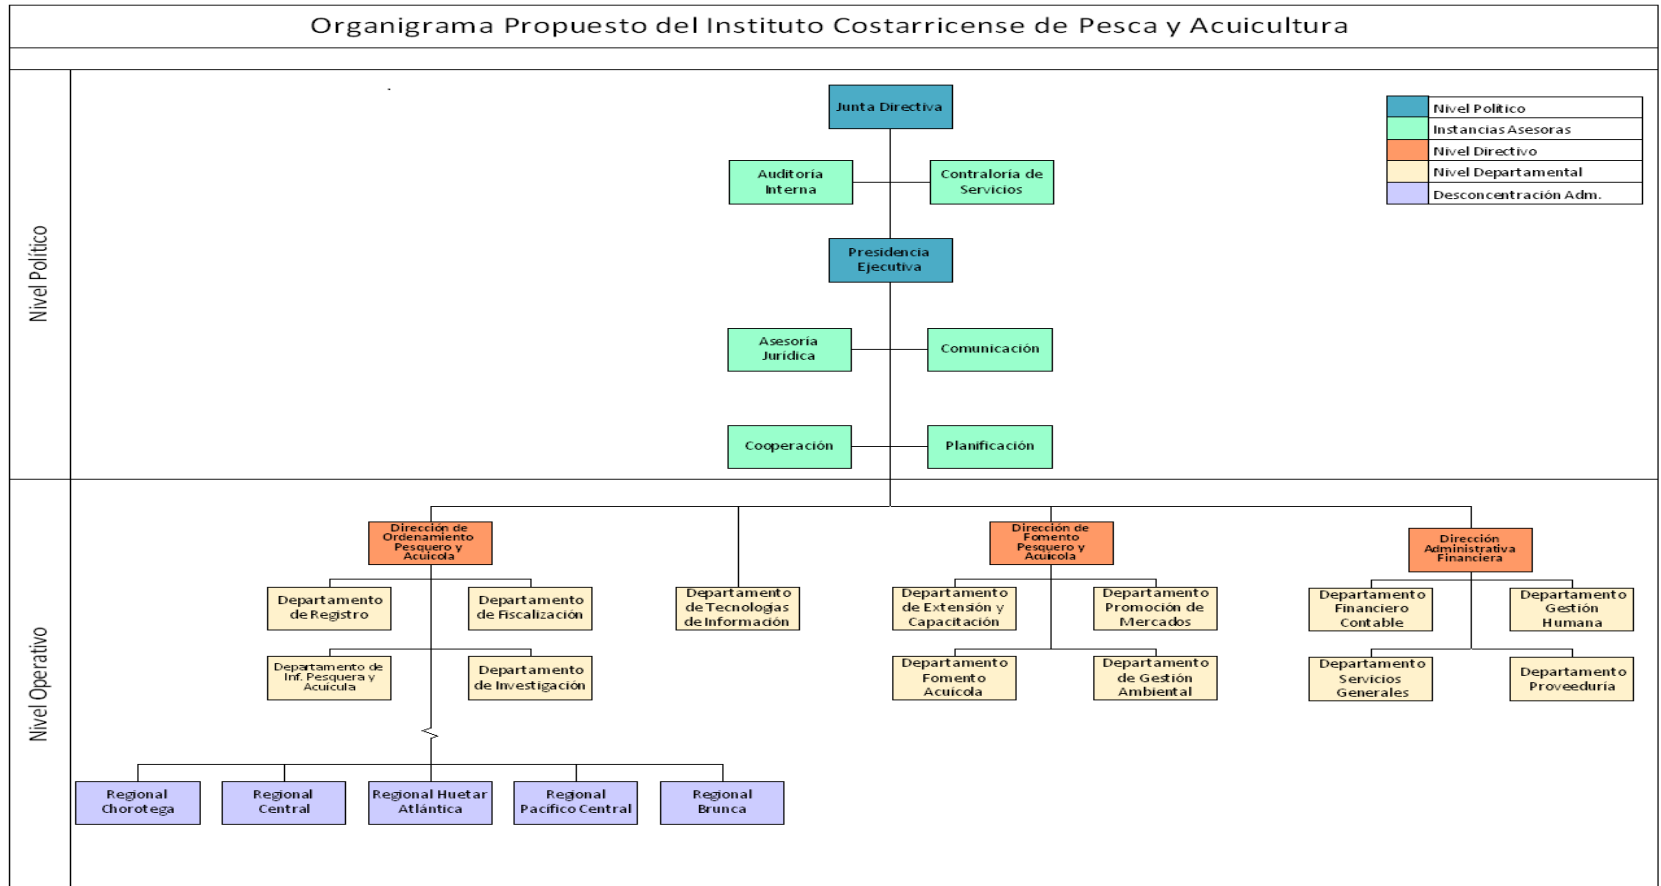 Organigrama Propuesto del Instituto Costarricense de Pesca y Acuicultura
Nivel Político
Junta Directiva
Nivel Político
Instancias Asesoras
Nivel Directivo
Nivel Departamental
Desconcentración Adm.
Auditoría
Interna
Contraloría de
Servicios
Presidencia
Ejecutiva
Asesoría
Jurídica
Comunicación
Cooperación
Planificación
Nivel Operativo
Dirección de
Ordenamiento
Pesquero y
Acuícola
Dirección de
Fomento
Pesquero y
Acuícola
Dirección
Administrativa
Financiera
Departamento
de Registro
Departamento
de Fiscalización
Departamento
de Tecnologías
de Información
Departamento
de Extensión y
Capacitación
Departamento
Promoción de
Mercados
Departamento
Financiero
Contable
Departamento
Gestión
Humana
Departamento de
Inf. Pesquera y
Acuícula
Departamento
de Investigación
Departamento
Fomento
Acuícola
Departamento
de Gestión
Ambiental
Departamento
Servicios
Generales
Departamento
Proveeduría
Regional
Chorotega
Regional
Central
Regional Huetar
Atlántica
Regional
Pacífico Central
Regional
Brunca